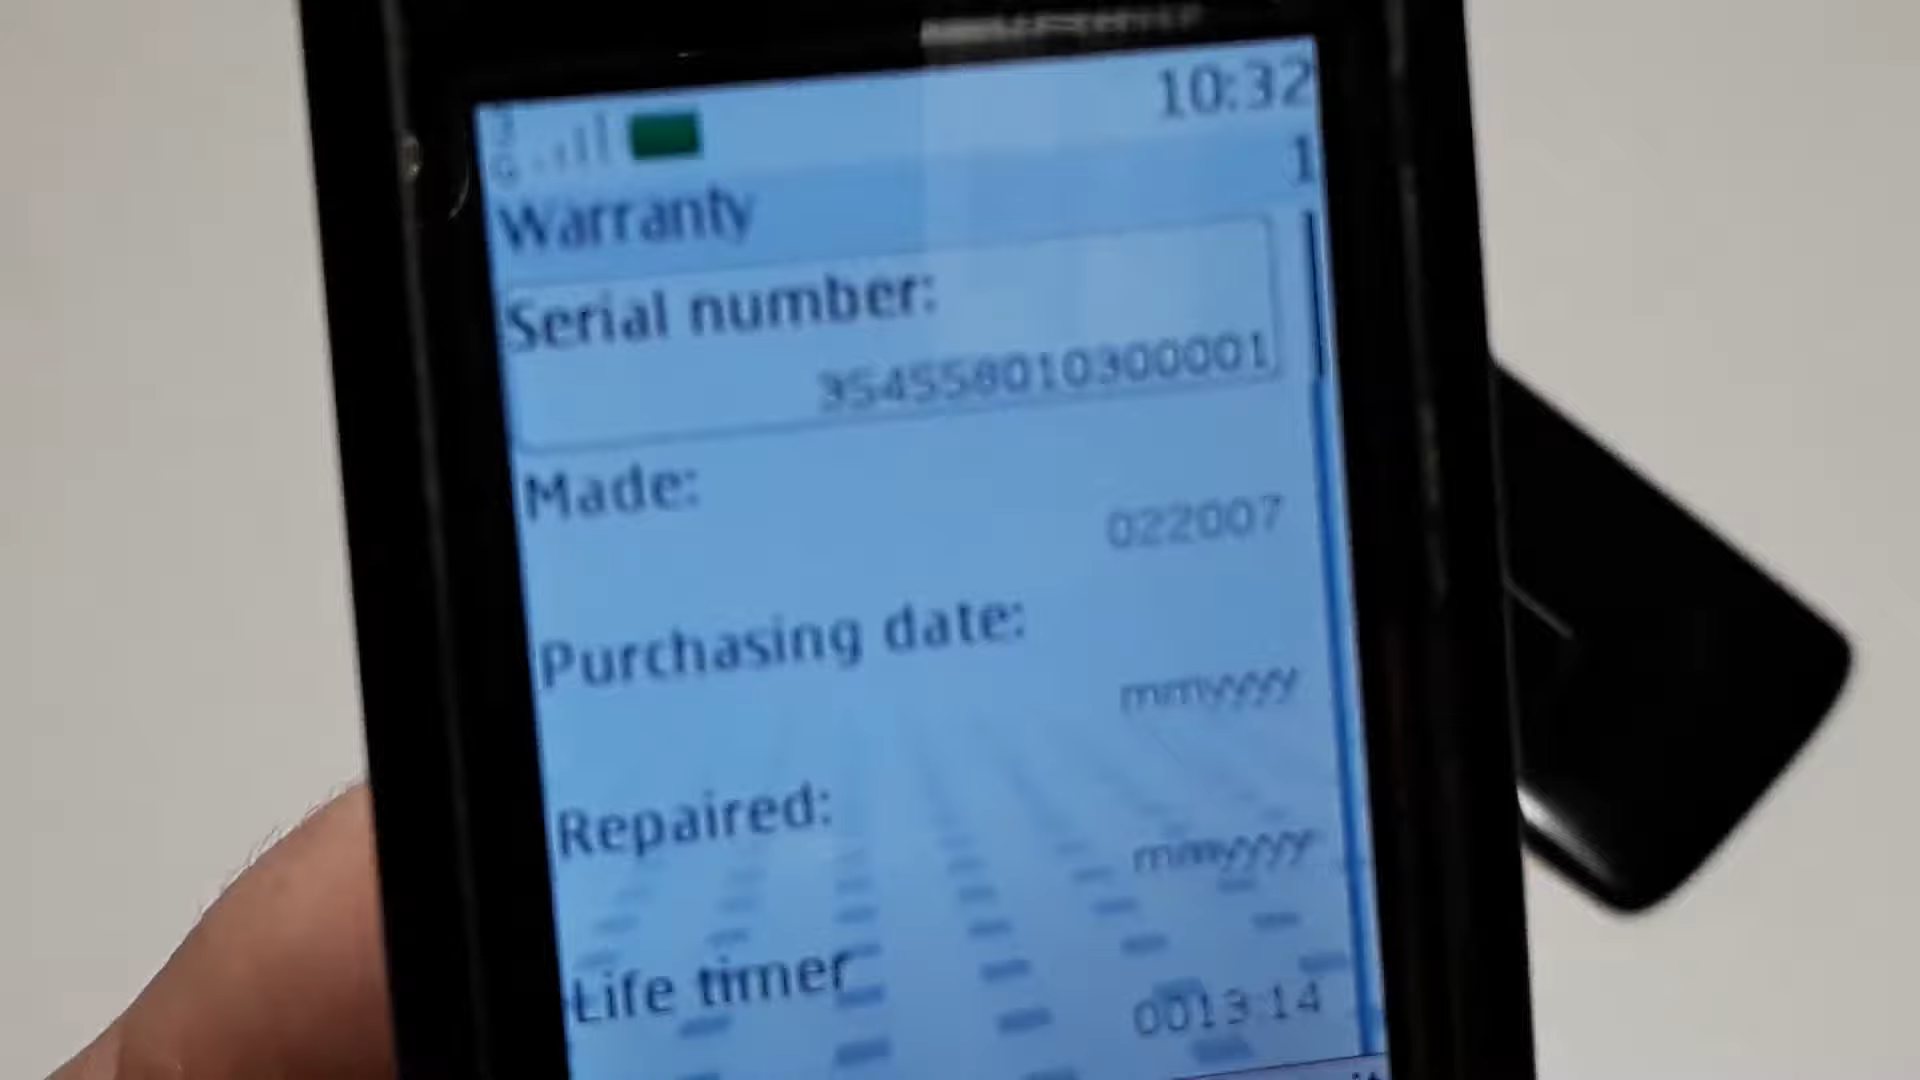 10:32
1
Warranty
Serial number:
354558010300001
Made:
022007
Purchasing date:
mmyyyy
Repaired:
mmyyyy
Life timer
0013:14